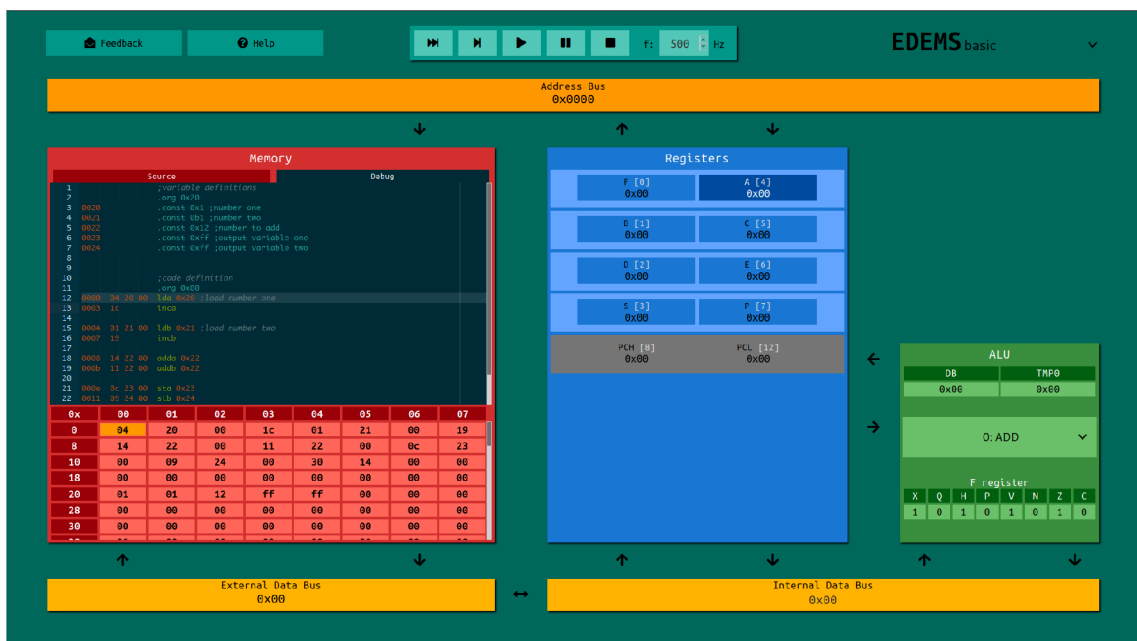 Feedback
Help
f: 500 Hz
EDEMS basic
Address Bus
0x0000
Memory
Source Debug
1 ;variable definitions
2 .org 0x20
3 0020 .const 0x1 ;number one
4 0021 .const 0b1 ;number two
5 0022 .const 0x12 ;number to add
6 0023 .const 0xff ;output variable one
7 0024 .const 0xff ;output variable two
8
9
10 ;code definition
11 .org 0x00
12 0000 04 20 00 lda 0x20 ;load number one
13 0003 1c inca
14
15 0004 01 21 00 ldb 0x21 ;load number two
16 0007 19 incb
17
18 0008 14 22 00 adda 0x22
19 000b 11 22 00 addb 0x22
20
21 000e 0c 23 00 sta 0x23
22 0011 09 24 00 stb 0x24
0x 00 01 02 03 04 05 06 07
0 04 20 00 1c 01 21 00 19
8 14 22 00 11 22 00 0c 23
10 00 09 24 00 30 14 00 00
18 00 00 00 00 00 00 00 00
20 01 01 12 ff ff 00 00 00
28 00 00 00 00 00 00 00 00
30 00 00 00 00 00 00 00 00
Registers
F [0] A [4]
0x00 0x00
B [1] C [5]
0x00 0x00
D [2] E [6]
0x00 0x00
S [3] P [7]
0x00 0x00
PCH [8] PCL [12]
0x00 0x00
ALU
DB TMP0
0x00 0x00
0: ADD
F register
X Q H P V N Z C
1 0 1 0 1 0 1 0
External Data Bus
0x00
Internal Data Bus
0x00